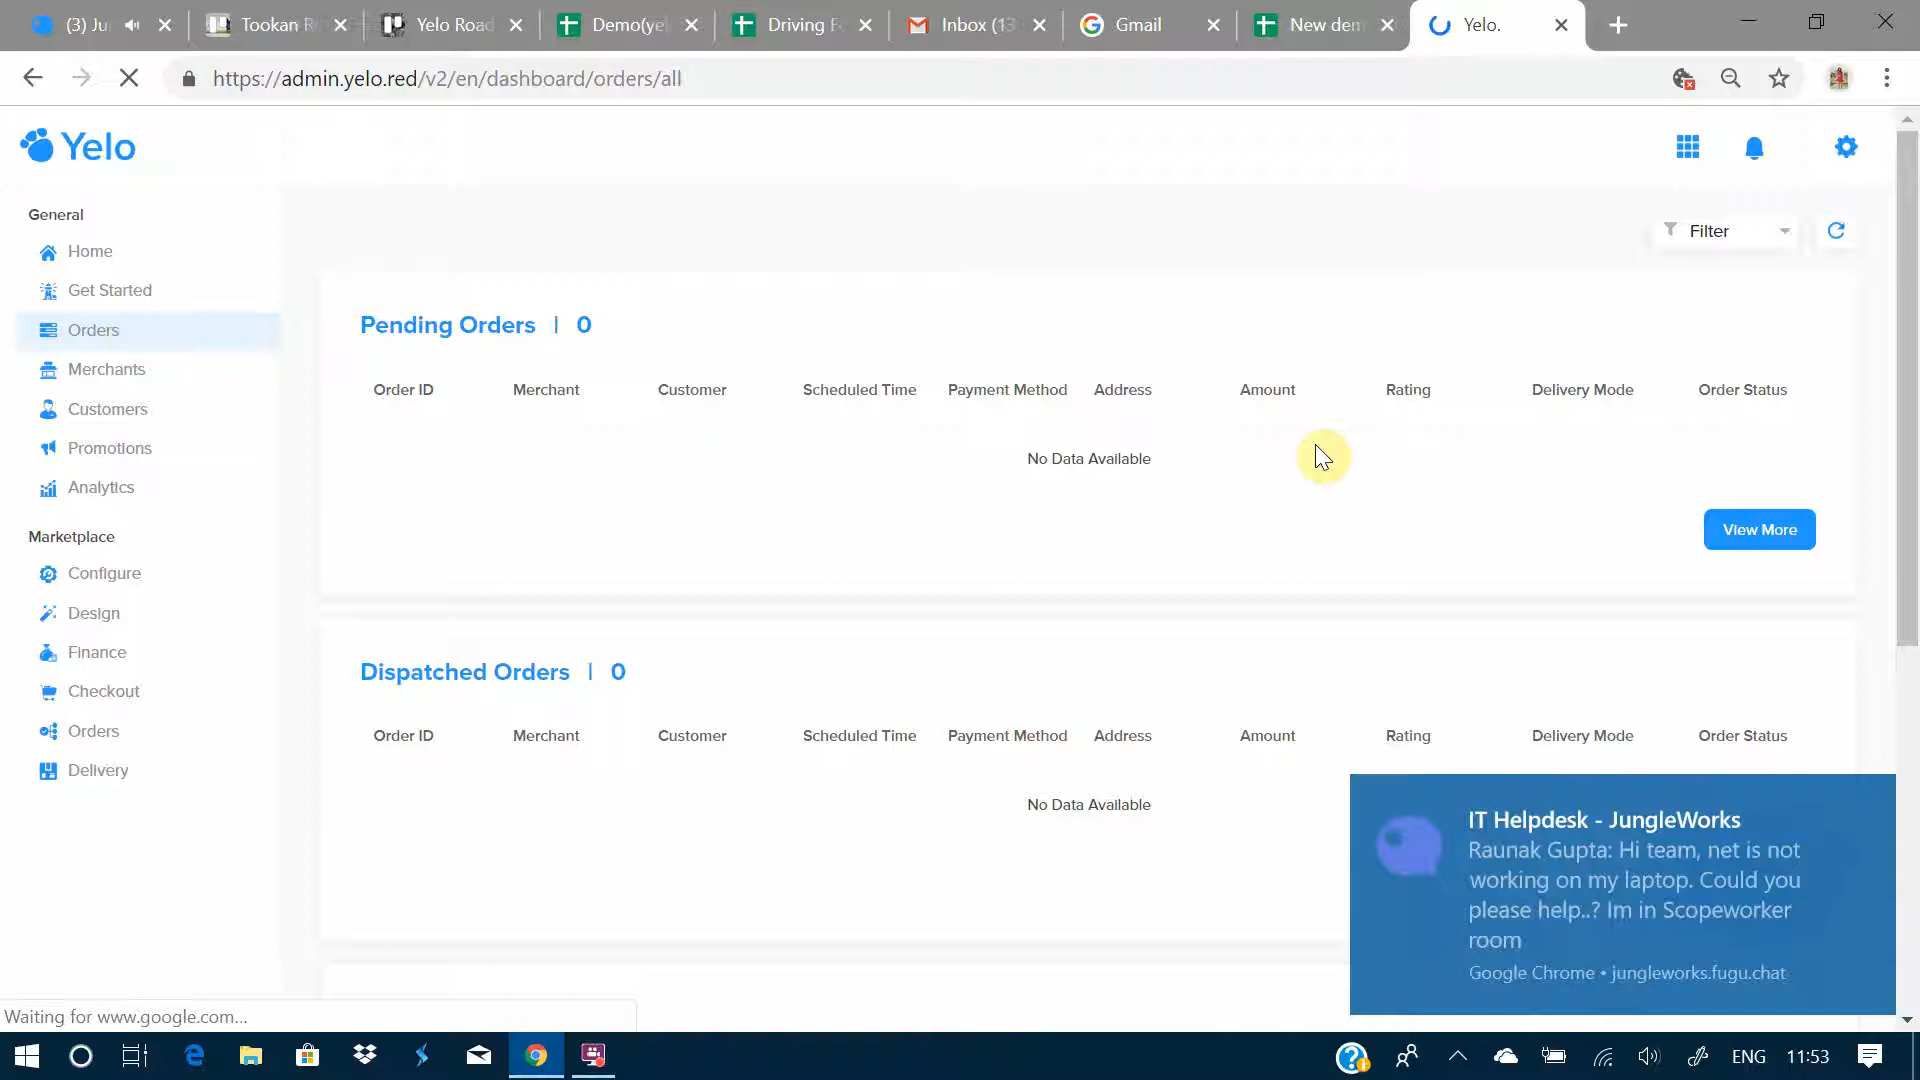 (3) Ju
Tookan R
Yelo Road
Demo(yel
Driving E
Inbox (13
Gmail
New dem
Yelo.
https://admin.yelo.red/v2/en/dashboard/orders/all
Yelo
General
Home
Get Started
Orders
Merchants
Customers
Promotions
Analytics
Marketplace
Configure
Design
Finance
Checkout
Orders
Delivery
Filter
Pending Orders | 0
Order ID Merchant Customer Scheduled Time Payment Method Address Amount Rating Delivery Mode Order Status
No Data Available
View More
Dispatched Orders | 0
Order ID Merchant Customer Scheduled Time Payment Method Address Amount Rating Delivery Mode Order Status
No Data Available
IT Helpdesk - JungleWorks
Raunak Gupta: Hi team, net is not
working on my laptop. Could you
please help..? Im in Scopeworker
room
Google Chrome • jungleworks.fugu.chat
Waiting for www.google.com...
ENG 11:53